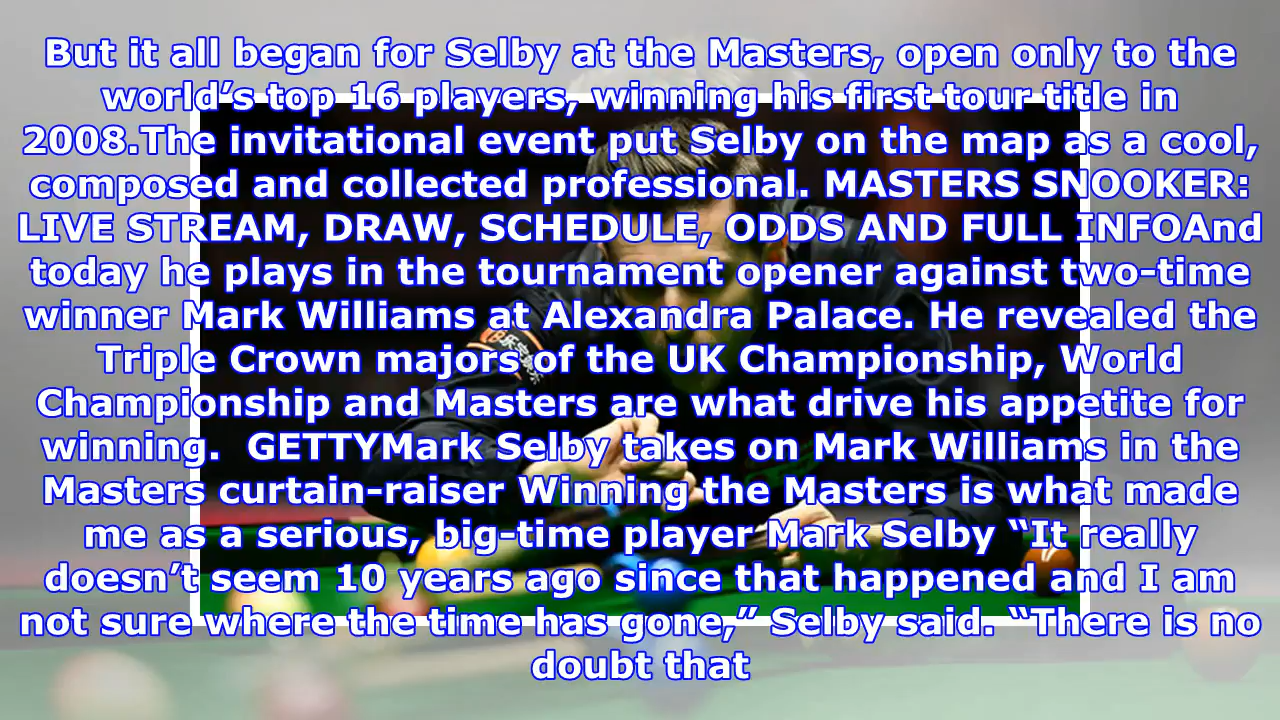 But it all began for Selby at the Masters, open only to the
world’s top 16 players, winning his first tour title in
2008.The invitational event put Selby on the map as a cool,
composed and collected professional. MASTERS SNOOKER:
LIVE STREAM, DRAW, SCHEDULE, ODDS AND FULL INFOAnd
today he plays in the tournament opener against two-time
winner Mark Williams at Alexandra Palace. He revealed the
Triple Crown majors of the UK Championship, World
Championship and Masters are what drive his appetite for
winning.  GETTYMark Selby takes on Mark Williams in the
Masters curtain-raiser Winning the Masters is what made
me as a serious, big-time player Mark Selby “It really
doesn’t seem 10 years ago since that happened and I am
not sure where the time has gone,” Selby said. “There is no
doubt that